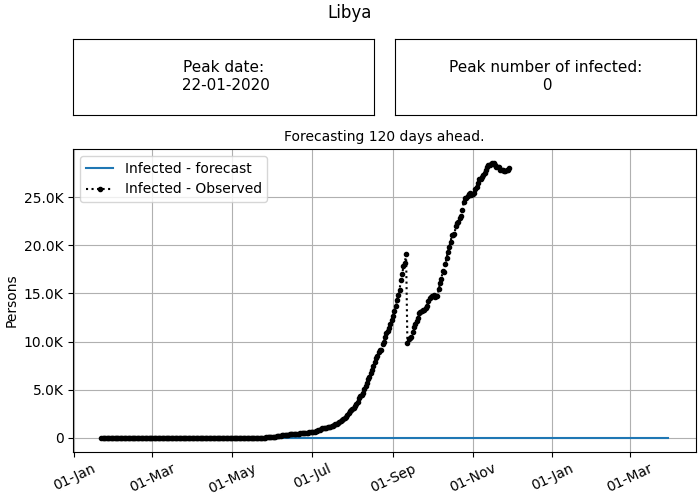 Libya
Peak date:
22-01-2020
Peak number of infected:
0
Forecasting 120 days ahead.
Infected - forecast
Infected - Observed
Persons
25.0K
20.0K
15.0K
10.0K
5.0K
0
01-Jan
01-Mar
01-May
01-Jul
01-Sep
01-Nov
01-Jan
01-Mar